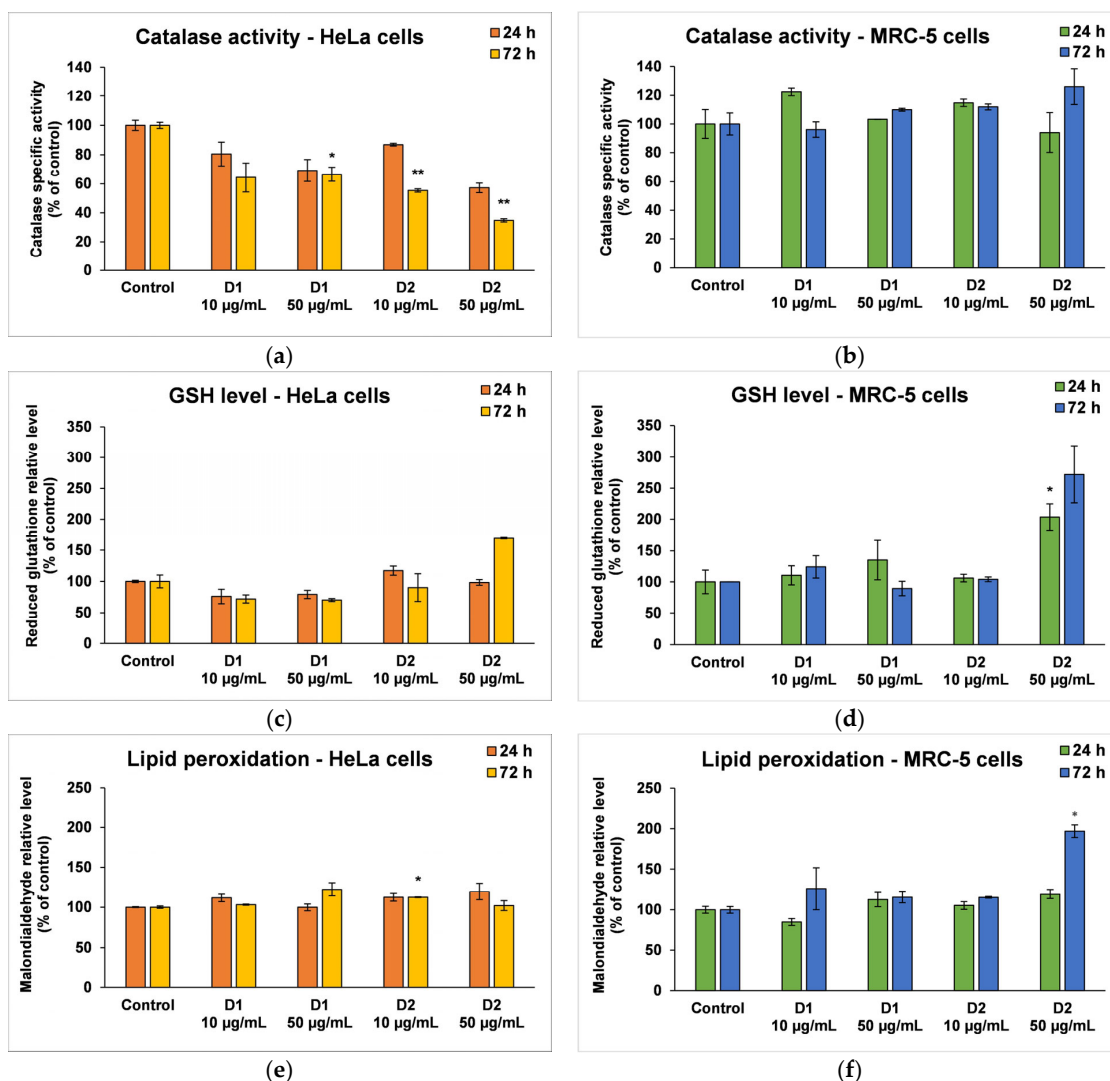 Catalase activity - HeLa cells
24 h
72 h
Catalase specific activity
(% of control)
140
120
100
80
60
40
20
0
*
**
**
Control
D1
10 µg/mL
D1
50 µg/mL
D2
10 µg/mL
D2
50 µg/mL
(a)
Catalase activity - MRC-5 cells
24 h
72 h
Catalase specific activity
(% of control)
140
120
100
80
60
40
120
0
Control
D1
10 µg/mL
D1
50 µg/mL
D2
10 µg/mL
D2
50 µg/mL
(b)
GSH level - HeLa cells
24 h
72 h
Reduced glutathione relative level
(% of control)
350
300
250
200
150
100
50
0
Control
D1
10 µg/mL
D1
50 µg/mL
D2
10 µg/mL
D2
50 µg/mL
(c)
GSH level - MRC-5 cells
24 h
72 h
Reduced glutathione relative level
(% of control)
350
300
250
200
150
100
50
0
*
Control
D1
10 µg/mL
D1
50 µg/mL
D2
10 µg/mL
D2
50 µg/mL
(d)
Lipid peroxidation - HeLa cells
24 h
72 h
Malondialdehyde relative level
(% of control)
250
200
150
100
50
0
*
Control
D1
10 µg/mL
D1
50 µg/mL
D2
10 µg/mL
D2
50 µg/mL
(e)
Lipid peroxidation - MRC-5 cells
24 h
72 h
Malondialdehyde relative level
(% of control)
250
200
150
100
50
0
*
Control
D1
10 µg/mL
D1
50 µg/mL
D2
10 µg/mL
D2
50 µg/mL
(f)